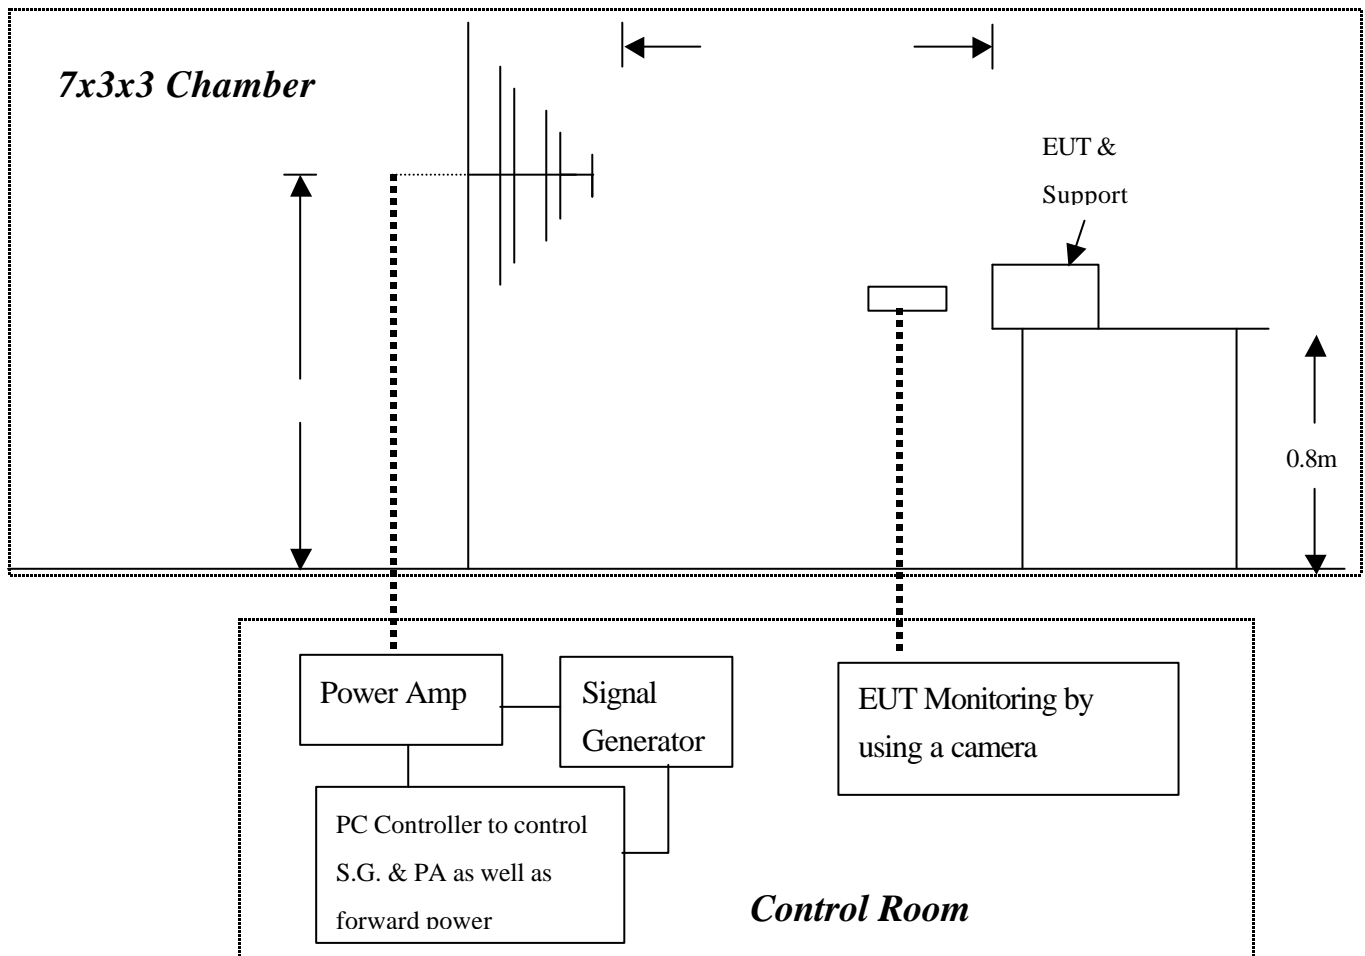 7x3x3 Chamber
EUT &
Support
0.8m
Power Amp
Signal
Generator
EUT Monitoring by
using a camera
PC Controller to control
S.G. & PA as well as
forward power
Control Room